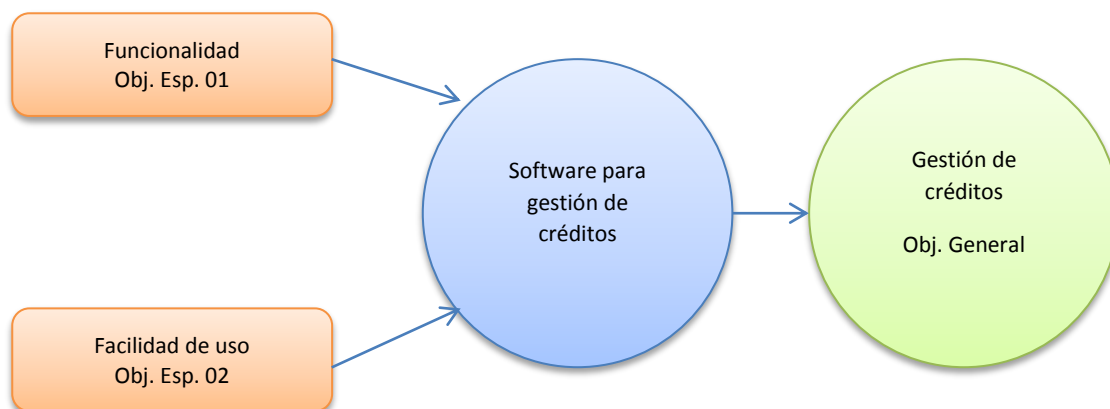 Funcionalidad
Obj. Esp. 01
Software para
gestión de
créditos
Gestión de
créditos
Obj. General
Facilidad de uso
Obj. Esp. 02